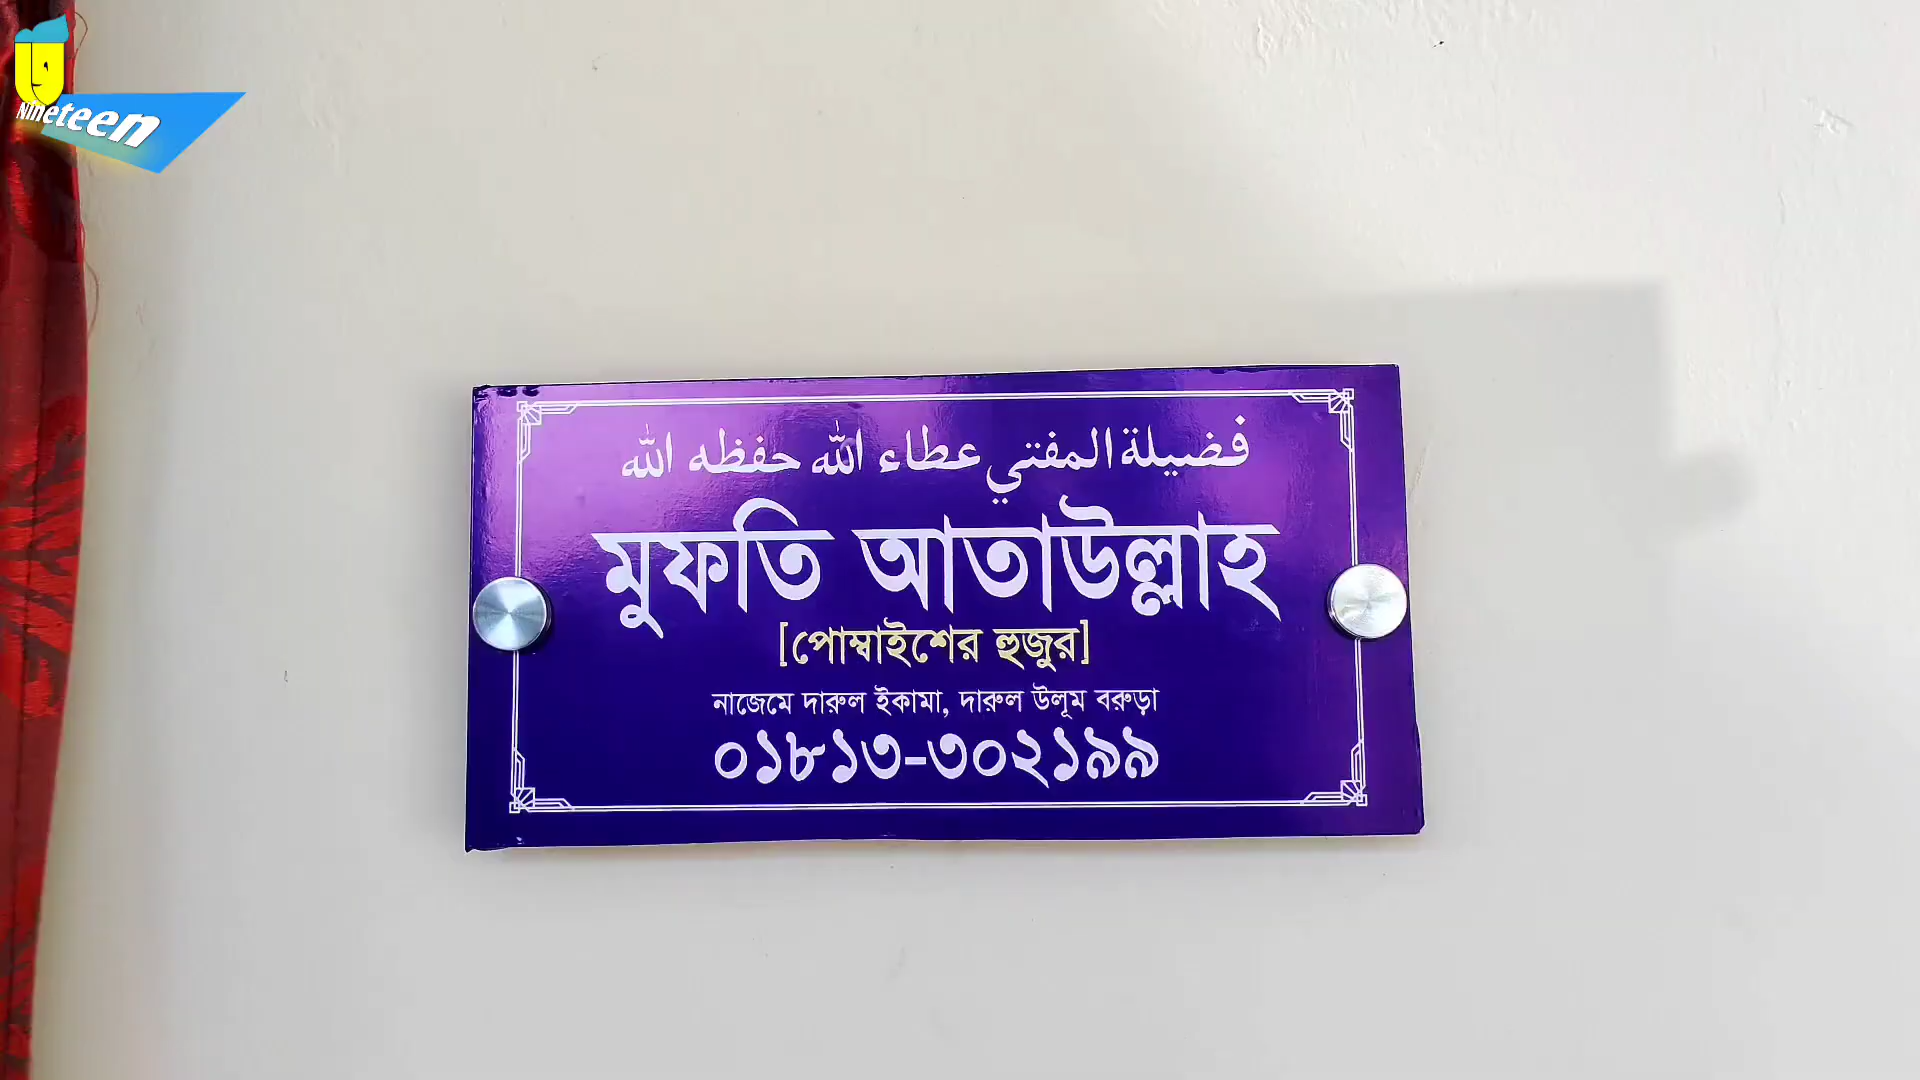 Nineteen
فضيلة المفتي عطاء الله حفظه الله
মুফতি আতাউল্লাহ
[পোম্বাইশের হুজুর]
নাজেমে দারুল ইকামা, দারুল উলূম বরুড়া
০১৮১৩-৩০২১৯৯